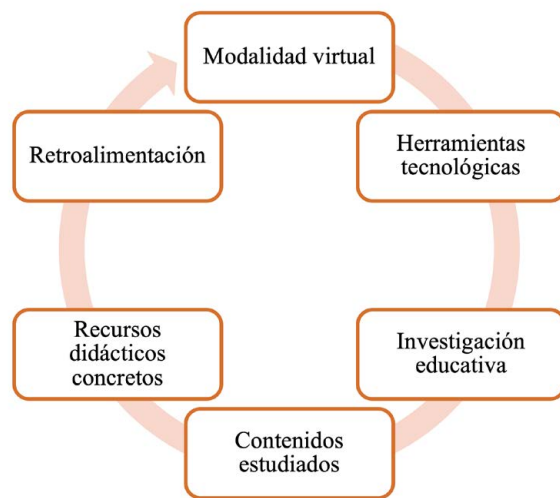 Modalidad virtual
Herramientas
tecnológicas
Investigación
educativa
Contenidos
estudiados
Recursos
didácticos
concretos
Retroalimentación